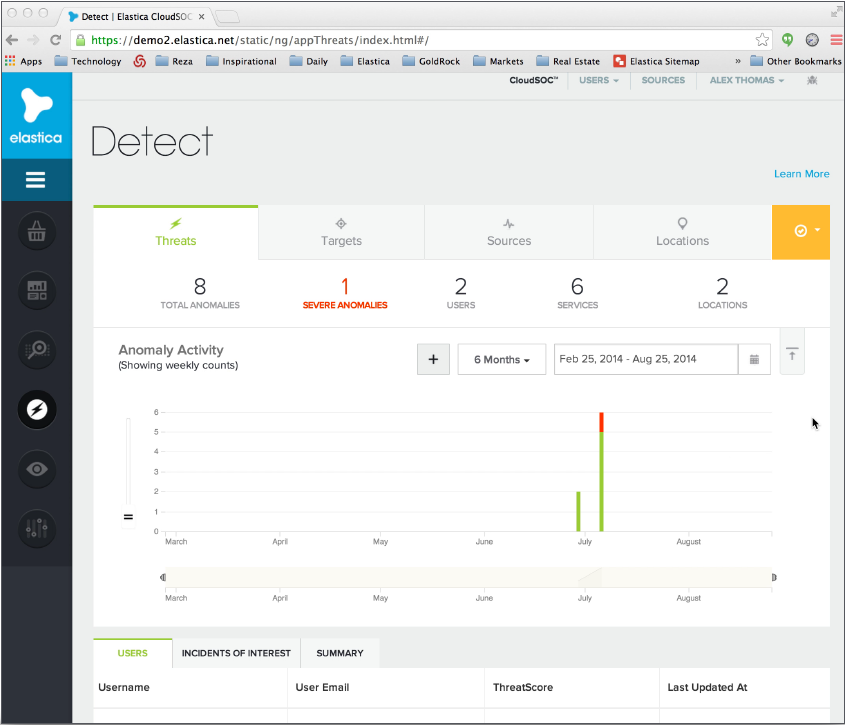 Detect | Elastica CloudSOC
https://demo2.elastica.net/static/ng/appThreats/index.html#/
Apps Technology Reza Inspirational Daily Elastica GoldRock Markets Real Estate Elastica Sitemap » Other Bookmarks
CloudSOC™ USERS SOURCES ALEX THOMAS
elastica
Detect
Learn More
Threats Targets Sources Locations
8 1 2 6 2
TOTAL ANOMALIES SEVERE ANOMALIES USERS SERVICES LOCATIONS
Anomaly Activity
(Showing weekly counts)
+ 6 Months Feb 25, 2014 - Aug 25, 2014
6
5
4
3
2
1
0
March April May June July August
March April May June July August
USERS INCIDENTS OF INTEREST SUMMARY
Username User Email ThreatScore Last Updated At